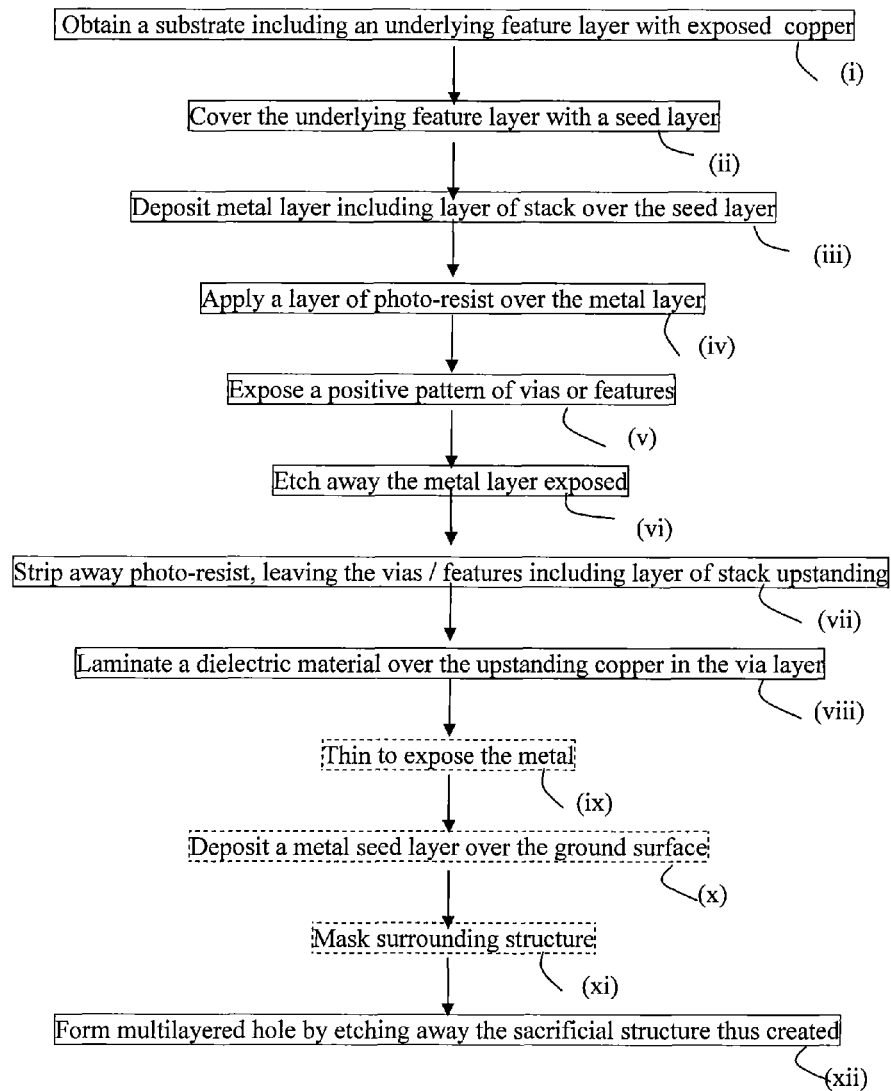 Obtain a substrate including an underlying feature layer with exposed copper
(i)
Cover the underlying feature layer with a seed layer
(ii)
Deposit metal layer including layer of stack over the seed layer
(iii)
Apply a layer of photo-resist over the metal layer
(iv)
Expose a positive pattern of vias or features
(v)
Etch away the metal layer exposed
(vi)
Strip away photo-resist, leaving the vias / features including layer of stack upstanding
(vii)
Laminate a dielectric material over the upstanding copper in the via layer
(viii)
Thin to expose the metal
(ix)
Deposit a metal seed layer over the ground surface
(x)
Mask surrounding structure
(xi)
Form multilayered hole by etching away the sacrificial structure thus created
(xii)